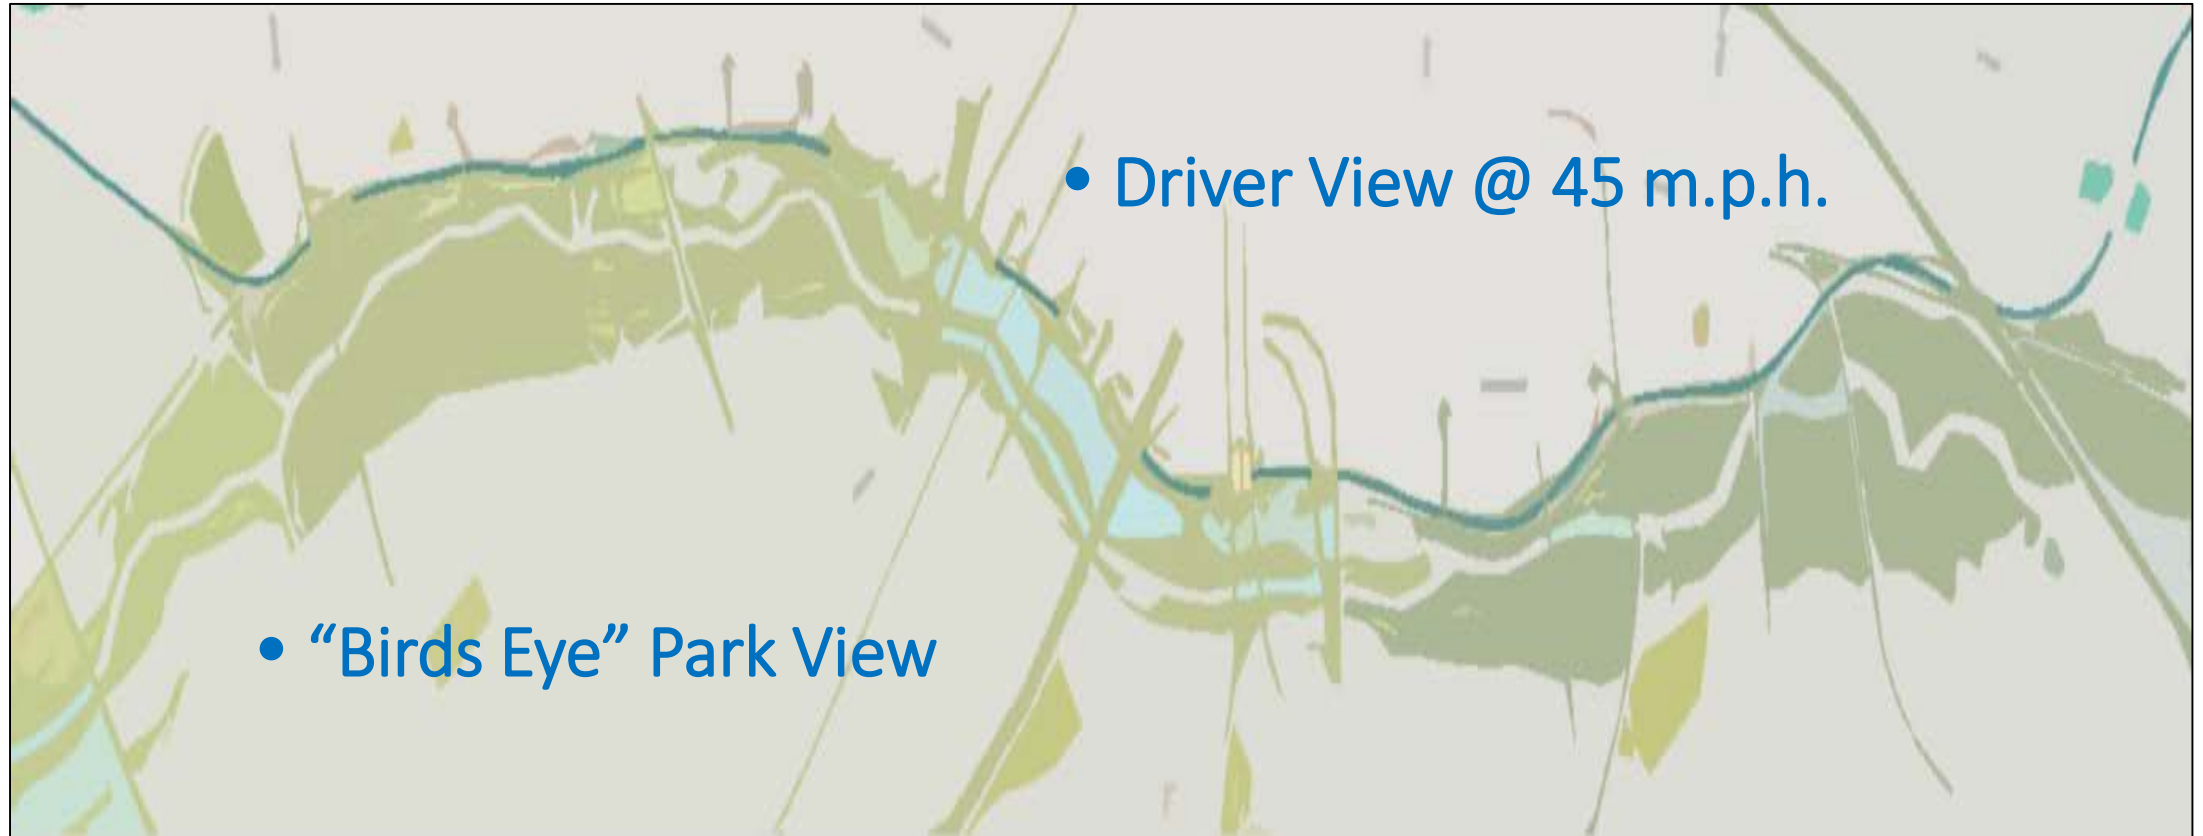 • Driver View @ 45 m.p.h.
• “Birds Eye” Park View